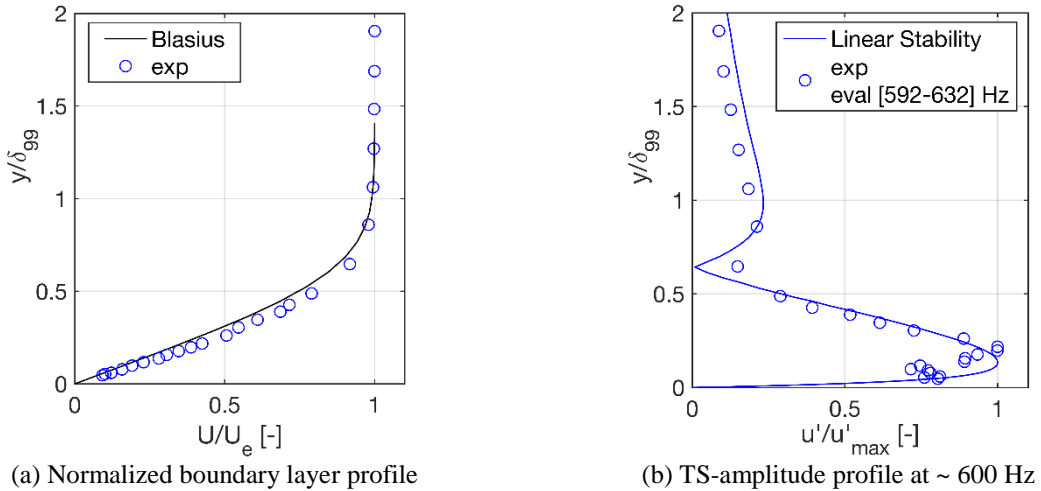 2
1.5
1
0.5
0
y/δ99
Blasius
exp
0
0.5
1
U/Ue [-]
(a) Normalized boundary layer profile
2
1.5
1
0.5
0
y/δ99
Linear Stability
exp
eval [592-632] Hz
0
0.5
1
u'/u'max [-]
(b) TS-amplitude profile at ~ 600 Hz